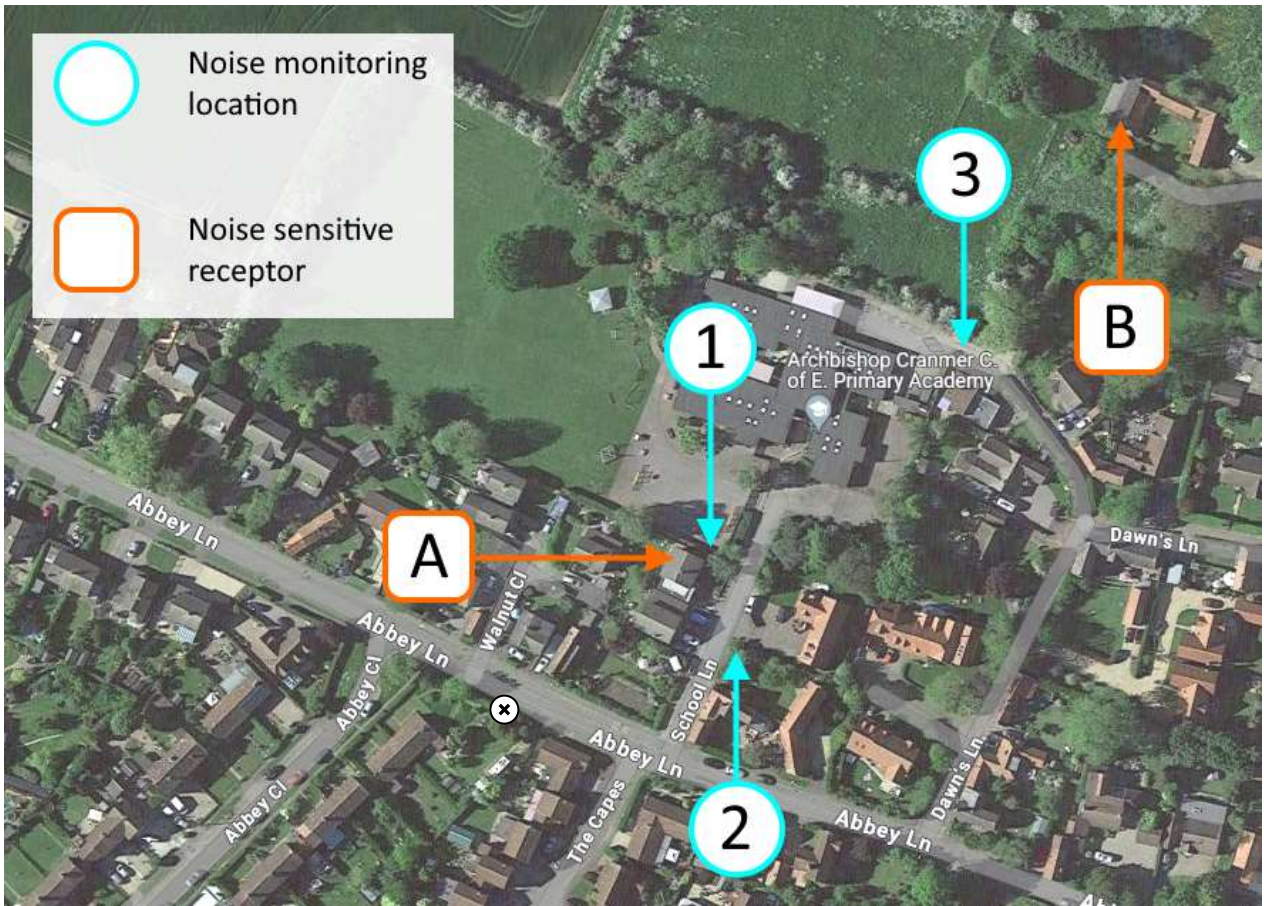 Noise monitoring
location
Noise sensitive
receptor
3
B
1
Archbishop Cranmer C.
of E. Primary Academy
Abbey Ln
A
Dawn's Ln
Walnut Cl
Abbey Ln
Abbey Cl
School Ln
Abbey Ln
Dawn's Ln
Abbey Cl
The Capes
2
Abbey Ln
Ab